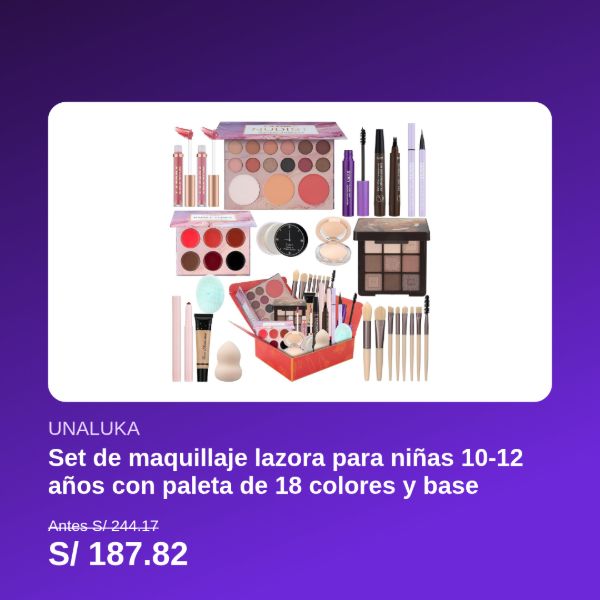 NUDIST
UNALUKA
Set de maquillaje lazora para niñas 10-12
años con paleta de 18 colores y base
Antes S/ 244.17
S/ 187.82